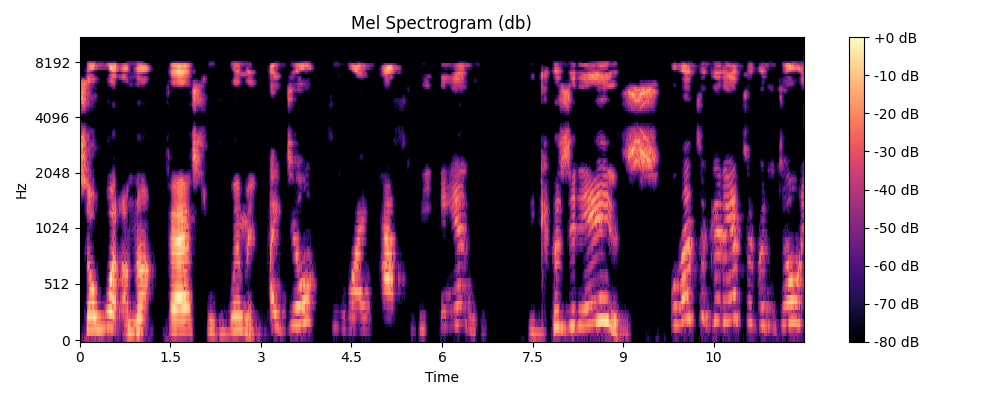 Mel Spectrogram (db)
8192
4096
2048
1024
512
0
Hz
0 1.5 3 4.5 6 7.5 9 10
Time
+0 dB
-10 dB
-20 dB
-30 dB
-40 dB
-50 dB
-60 dB
-70 dB
-80 dB